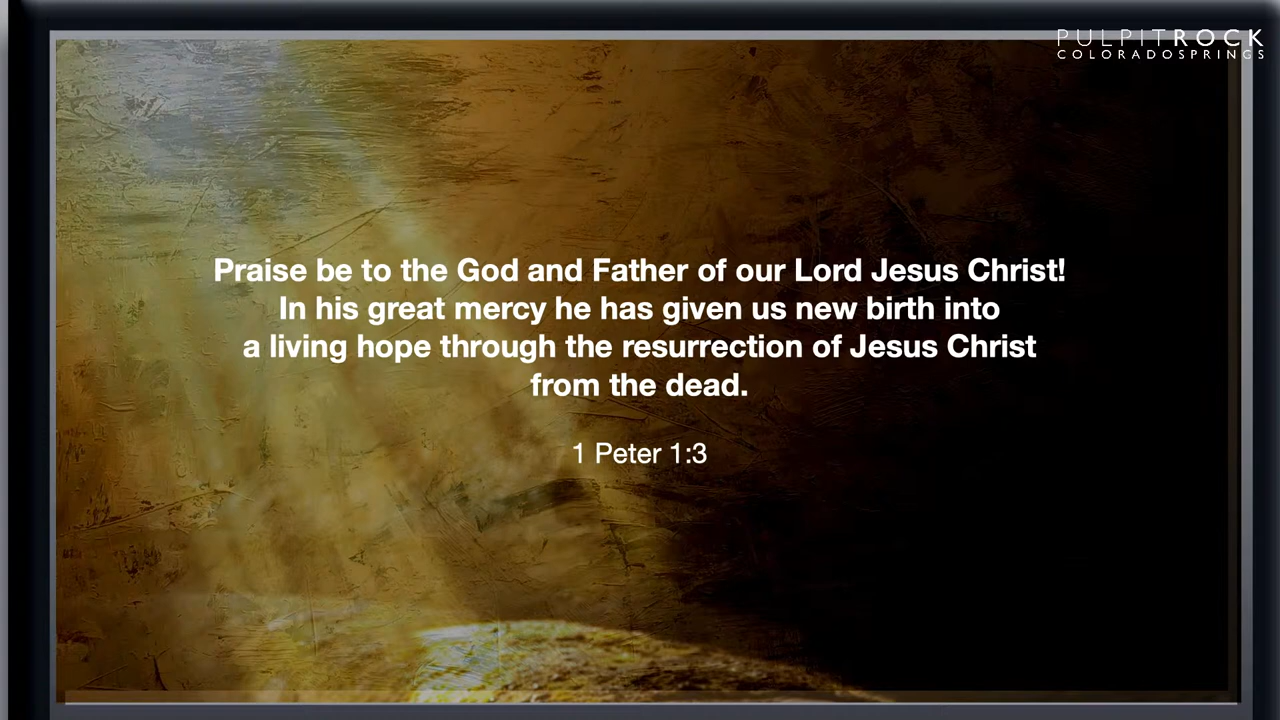 PULPITROCK
COLORADOSPRINGS
Praise be to the God and Father of our Lord Jesus Christ!
In his great mercy he has given us new birth into
a living hope through the resurrection of Jesus Christ
from the dead.
1 Peter 1:3